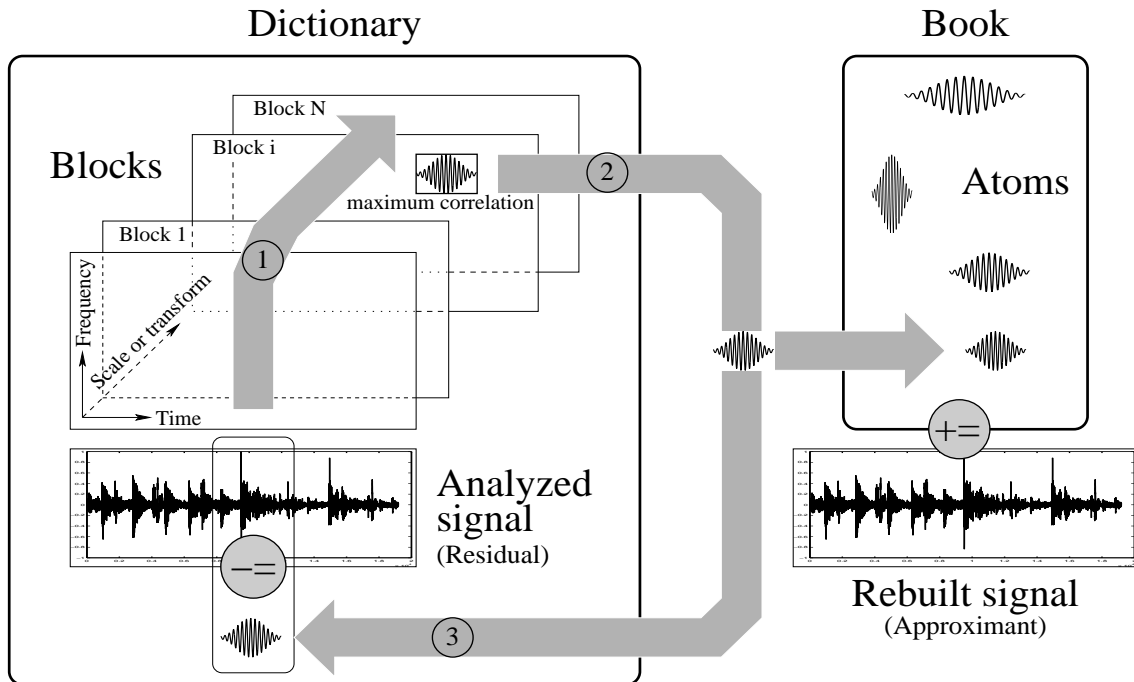 Dictionary
Book
Block N
Block i
Blocks
2
Atoms
maximum correlation
Block 1
1
Frequency
Scale or transform
Time
+=
Analyzed
signal
(Residual)
−=
Rebuilt signal
(Approximant)
3